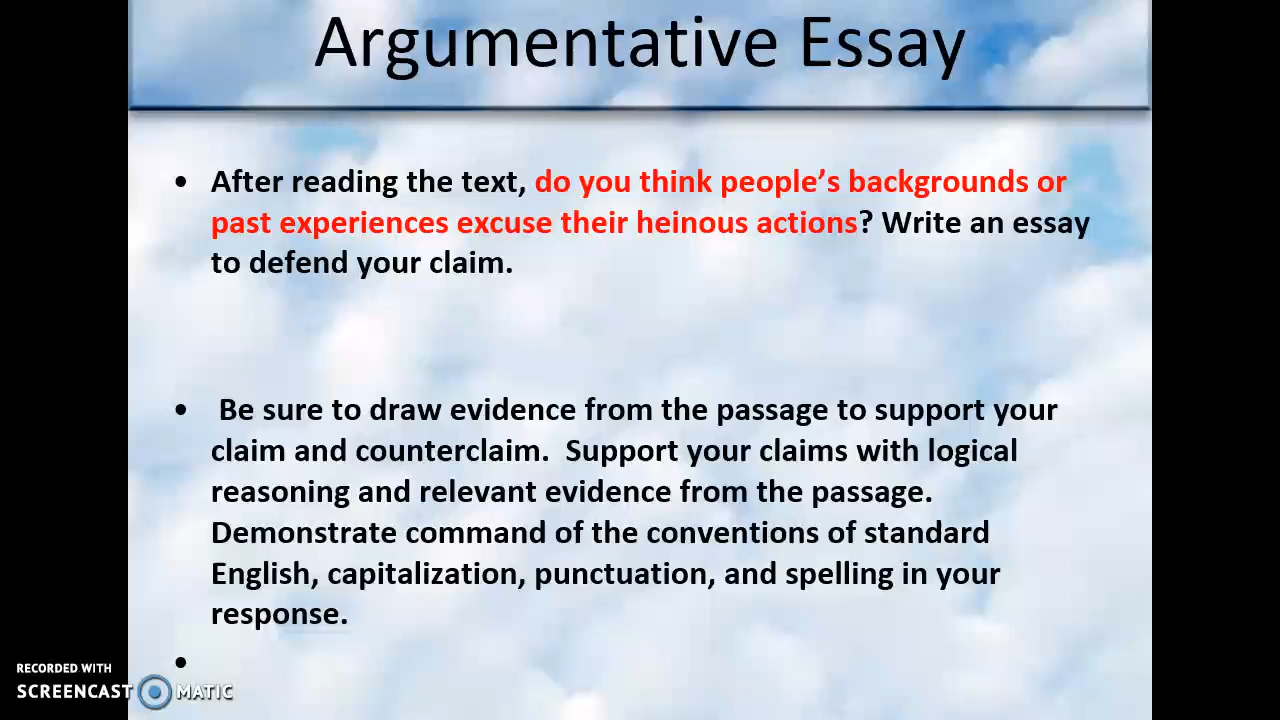 Argumentative Essay
• After reading the text, do you think people's backgrounds or
past experiences excuse their heinous actions? Write an essay
to defend your claim.
• Be sure to draw evidence from the passage to support your
claim and counterclaim.  Support your claims with logical
reasoning and relevant evidence from the passage.
Demonstrate command of the conventions of standard
English, capitalization, punctuation, and spelling in your
response.
•
RECORDED WITH
SCREENCAST MATIC